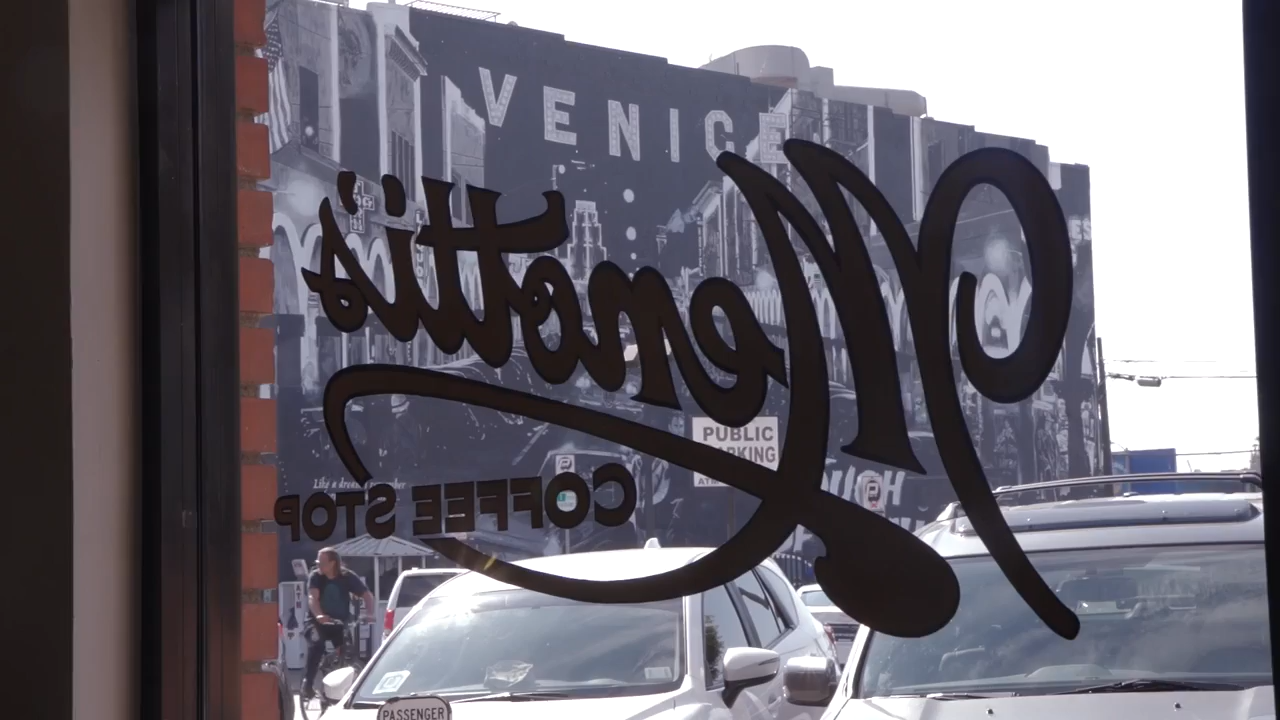 VENICE
Menotti's
PUBLIC
PARKING
COFFEE STOP
PASSENGER